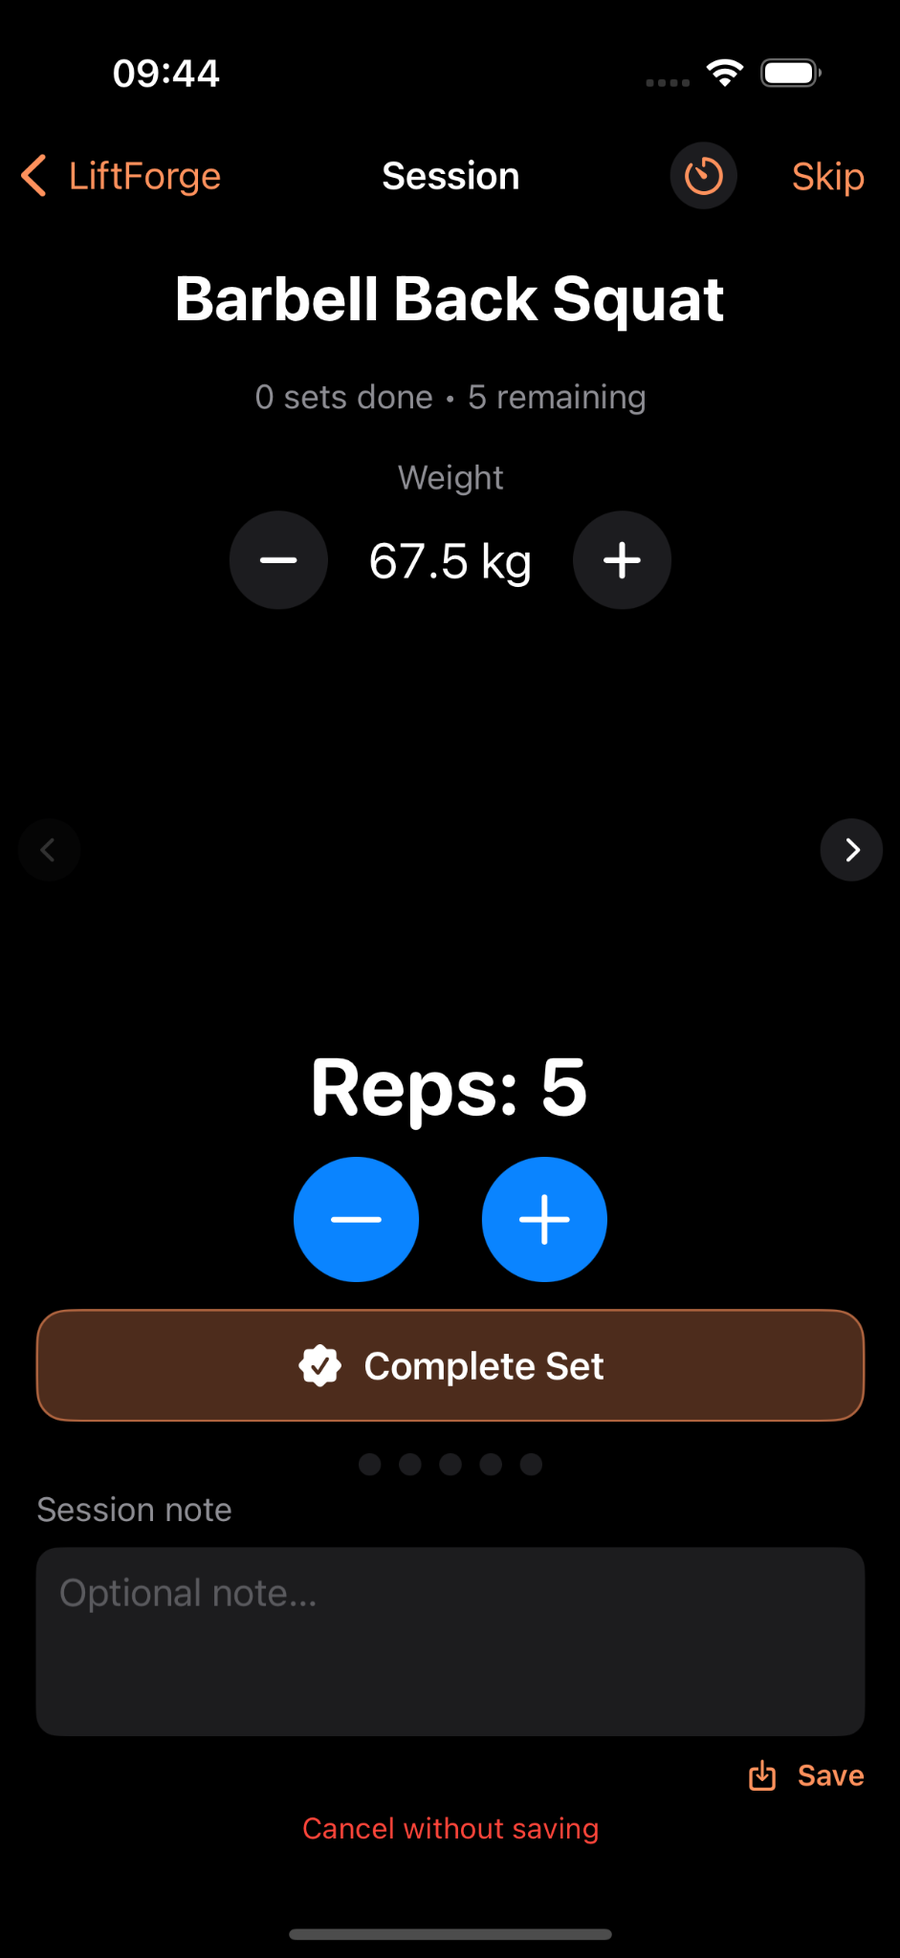 09:44
LiftForge
Session
Skip
Barbell Back Squat
0 sets done • 5 remaining
Weight
67.5 kg
Reps: 5
Complete Set
Session note
Optional note...
Save
Cancel without saving